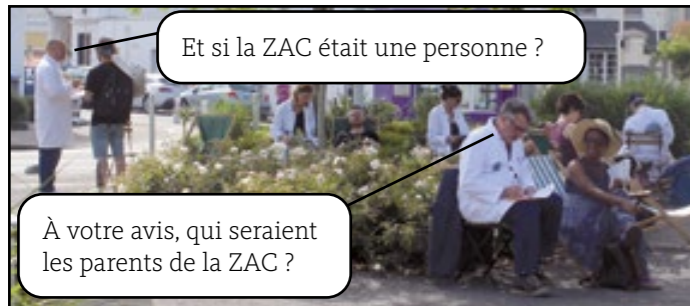 Et si la ZAC était une personne ?
À votre avis, qui seraient
les parents de la ZAC ?